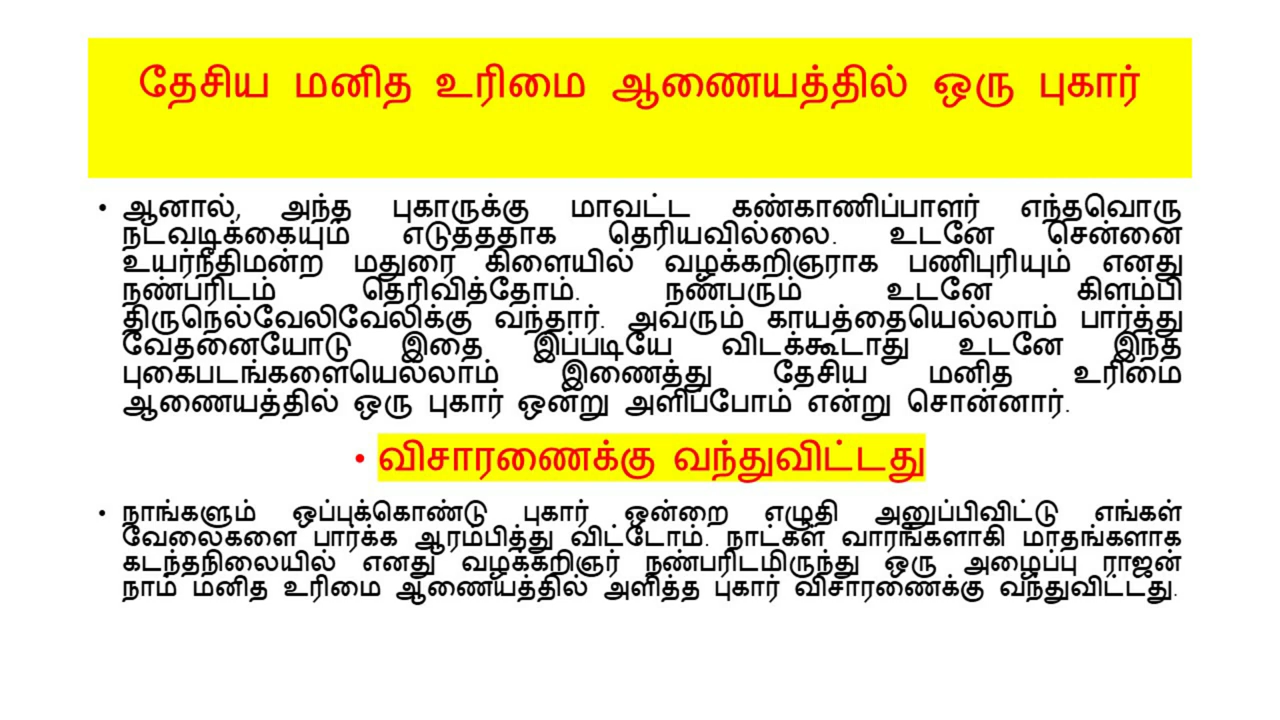 தேசிய மனித உரிமை ஆணையத்தில் ஒரு புகார்
• ஆனால், அந்த புகாருக்கு மாவட்ட கண்காணிப்பாளர் எந்தவொரு
நடவடிக்கையும் எடுத்ததாக தெரியவில்லை. உடனே சென்னை
உயர்நீதிமன்ற மதுரை கிளையில் வழக்கறிஞராக பணிபுரியும் எனது
நண்பரிடம் தெரிவித்தோம். நண்பரும் உடனே கிளம்பி
திருநெல்வேலிவேலிக்கு வந்தார். அவரும் காயத்தையெல்லாம் பார்த்து
வேதனையோடு இதை இப்படியே விடக்கூடாது உடனே இந்த
புகைபடங்களையெல்லாம் இணைத்து தேசிய மனித உரிமை
ஆணையத்தில் ஒரு புகார் ஒன்று அளிப்போம் என்று சொன்னார்.
• விசாரணைக்கு வந்துவிட்டது
• நாங்களும் ஒப்புக்கொண்டு புகார் ஒன்றை எழுதி அனுப்பிவிட்டு எங்கள்
வேலைகளை பார்க்க ஆரம்பித்து விட்டோம். நாட்கள் வாரங்களாகி மாதங்களாக
கடந்தநிலையில் எனது வழக்கறிஞர் நண்பரிடமிருந்து ஒரு அழைப்பு ராஜன்
நாம் மனித உரிமை ஆணையத்தில் அளித்த புகார் விசாரணைக்கு வந்துவிட்டது.